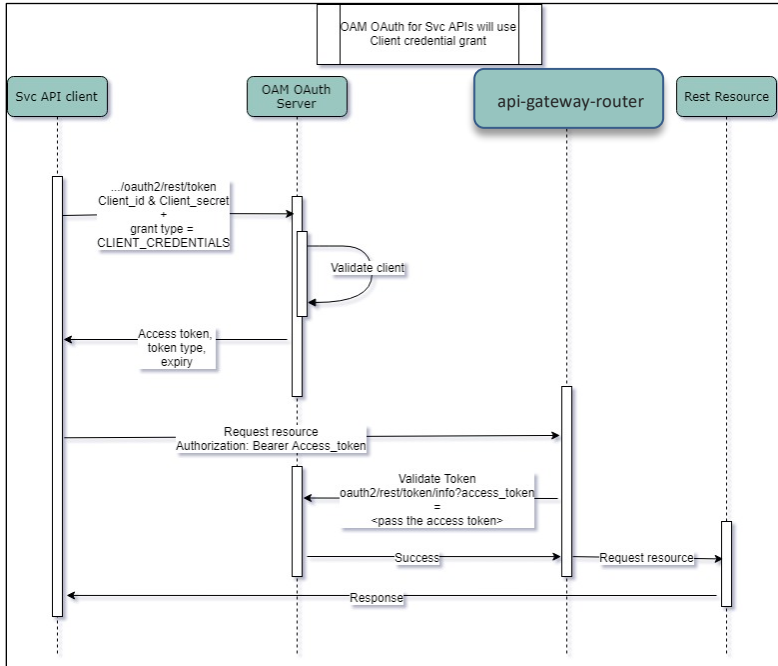 OAM OAuth for Svc APIs will use
Client credential grant
Svc API client
OAM OAuth
Server
api-gateway-router
Rest Resource
.../oauth2/rest/token
Client_id & Client_secret
+
grant type =
CLIENT_CREDENTIALS
Validate client
Access token,
token type,
expiry
Request resource
Authorization: Bearer Access_token
Validate Token
oauth2/rest/token/info?access_token
=
<pass the access token>
Success
Request resource
Response